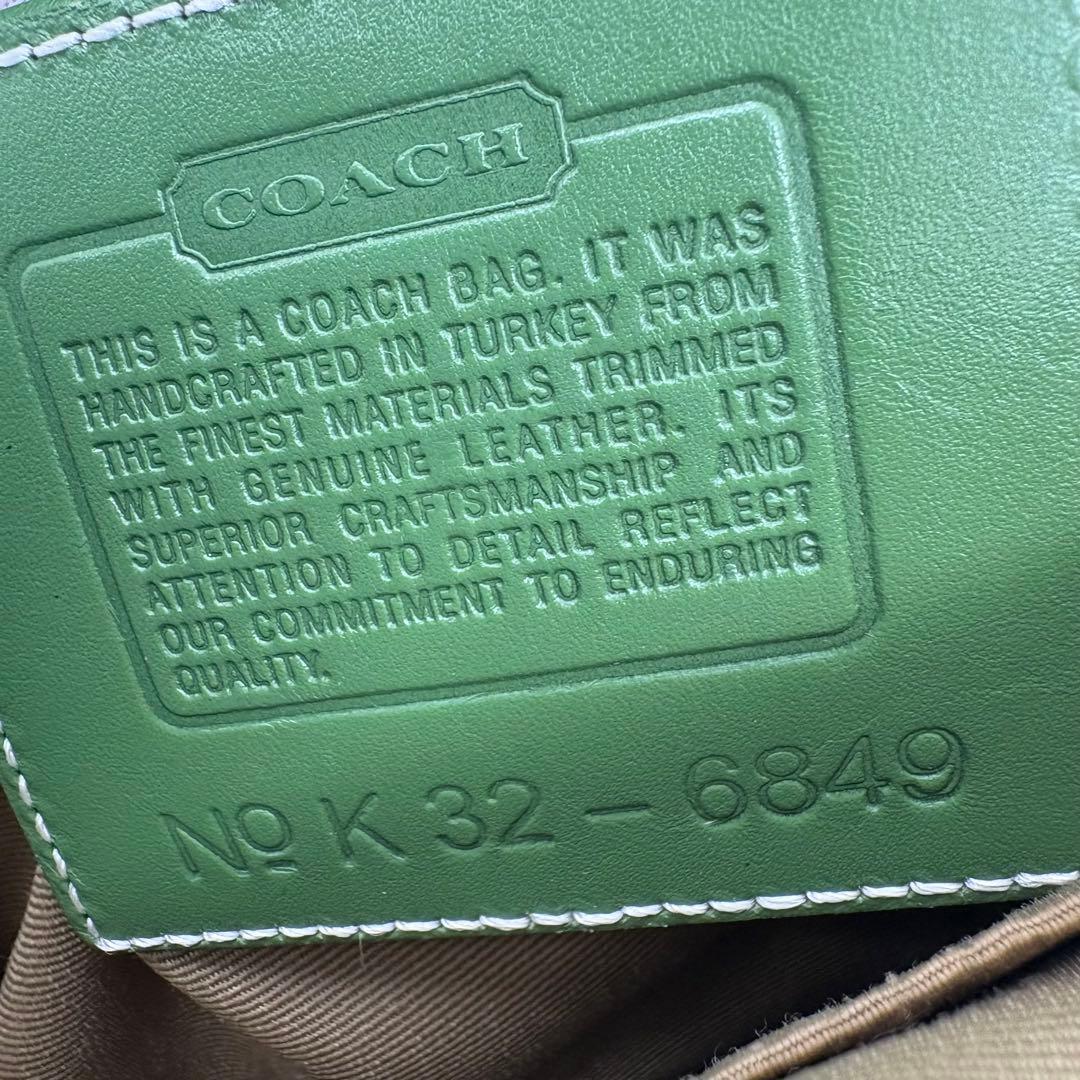 COACH
THIS IS A COACH BAG. IT WAS
HANDCRAFTED IN TURKEY FROM
THE FINEST MATERIALS TRIMMED
WITH GENUINE LEATHER. ITS
SUPERIOR CRAFTSMANSHIP AND
ATTENTION TO DETAIL REFLECT
OUR COMMITMENT TO ENDURING
QUALITY.
Nº K 32 - 6849